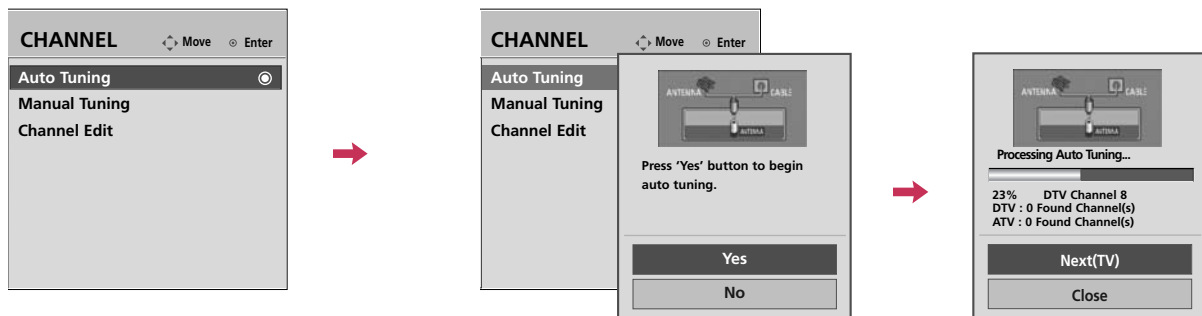 CHANNEL Move Enter
Auto Tuning
Manual Tuning
Channel Edit
CHANNEL Move Enter
Auto Tuning
Manual Tuning
Channel Edit
ANTENNA CABLE
ANTENNA
Press ‘Yes’ button to begin
auto tuning.
Yes
No
ANTENNA CABLE
ANTENNA
Processing Auto Tuning...
23% DTV Channel 8
DTV : 0 Found Channel(s)
ATV : 0 Found Channel(s)
Next(TV)
Close